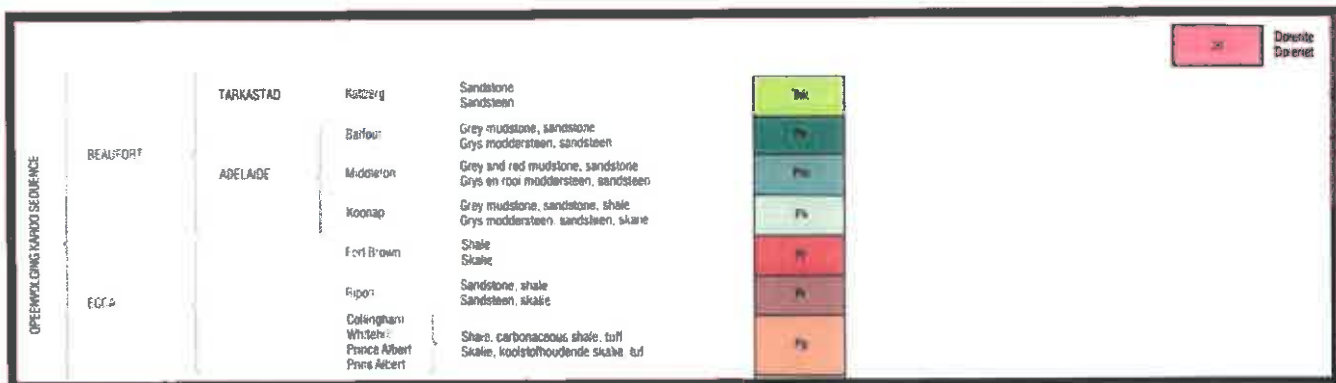 Dolerite
Doleriet
OPEENVOLGING KAROO SEQUENCE
BEAUFORT
TARKASTAD
Katberg
Sandstone
Sandsteen
Balfour
Grey mudstone, sandstone
Grys moddersteen, sandsteen
ADELAIDE
Middleton
Grey and red mudstone, sandstone
Grys en rooi moddersteen, sandsteen
Koonap
Grey mudstone, sandstone, shale
Grys moddersteen, sandsteen, skalie
Fort Brown
Shale
Skalie
ECCA
Ripon
Sandstone, shale
Sandsteen, skalie
Collingham
Whitehill
Prince Albert
Prins Albert
Shale, carbonaceous shale, tuff
Skalie, koolstofhoudende skalie, tuf